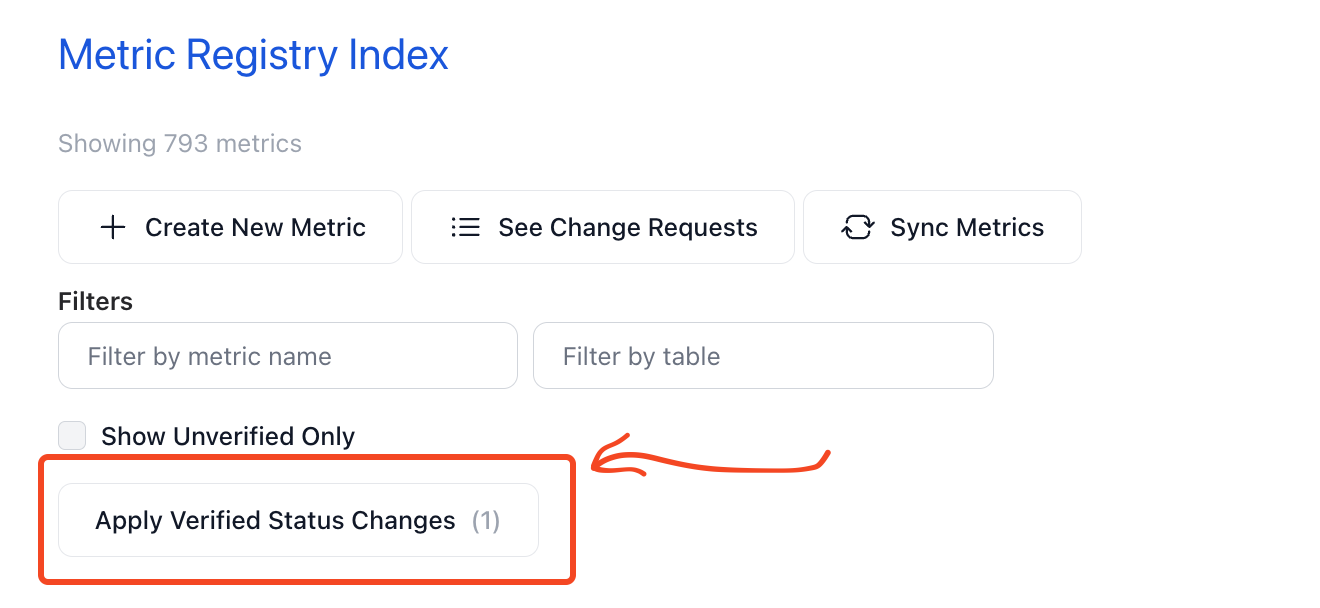 Metric Registry Index
Showing 793 metrics
Create New Metric
See Change Requests
Sync Metrics
Filters
Filter by metric name
Filter by table
Show Unverified Only
Apply Verified Status Changes (1)